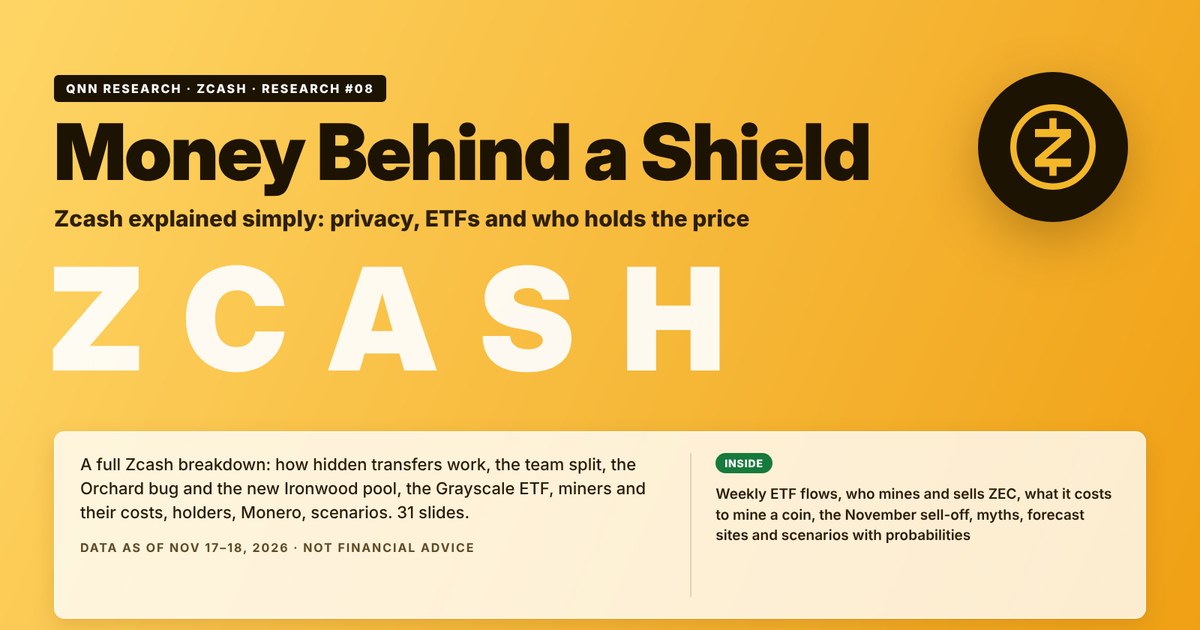 QNN RESEARCH · ZCASH · RESEARCH #08
Money Behind a Shield
Zcash explained simply: privacy, ETFs and who holds the price
ZCASH
A full Zcash breakdown: how hidden transfers work, the team split, the
Orchard bug and the new Ironwood pool, the Grayscale ETF, miners and
their costs, holders, Monero, scenarios. 31 slides.
DATA AS OF NOV 17–18, 2026 · NOT FINANCIAL ADVICE
INSIDE
Weekly ETF flows, who mines and sells ZEC, what it costs
to mine a coin, the November sell-off, myths, forecast
sites and scenarios with probabilities